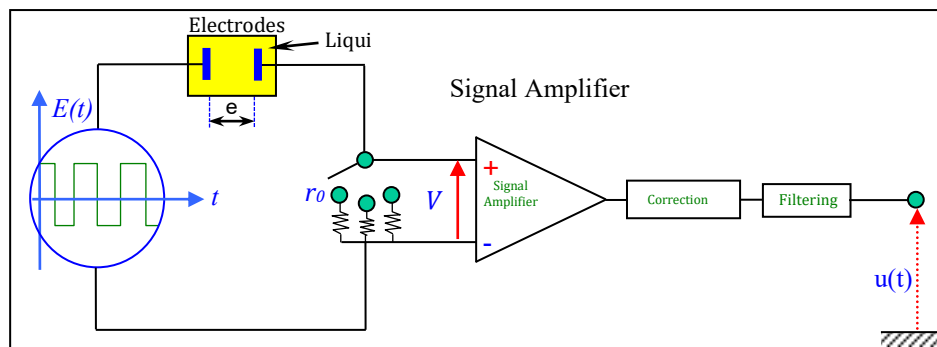 Electrodes
Liqui
E(t)
e
Signal Amplifier
t
r0
V
+
Signal
Amplifier
-
Correction
Filtering
u(t)